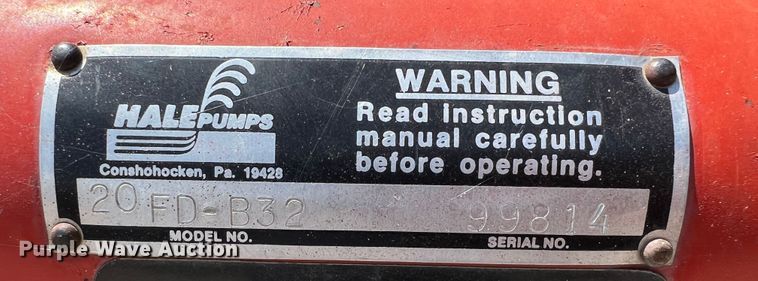 HALE PUMPS
Conshohocken, Pa. 19428
WARNING
Read instruction
manual carefully
before operating.
20 FD-B32
99814
MODEL NO.
SERIAL NO.
Purple Wave Auction